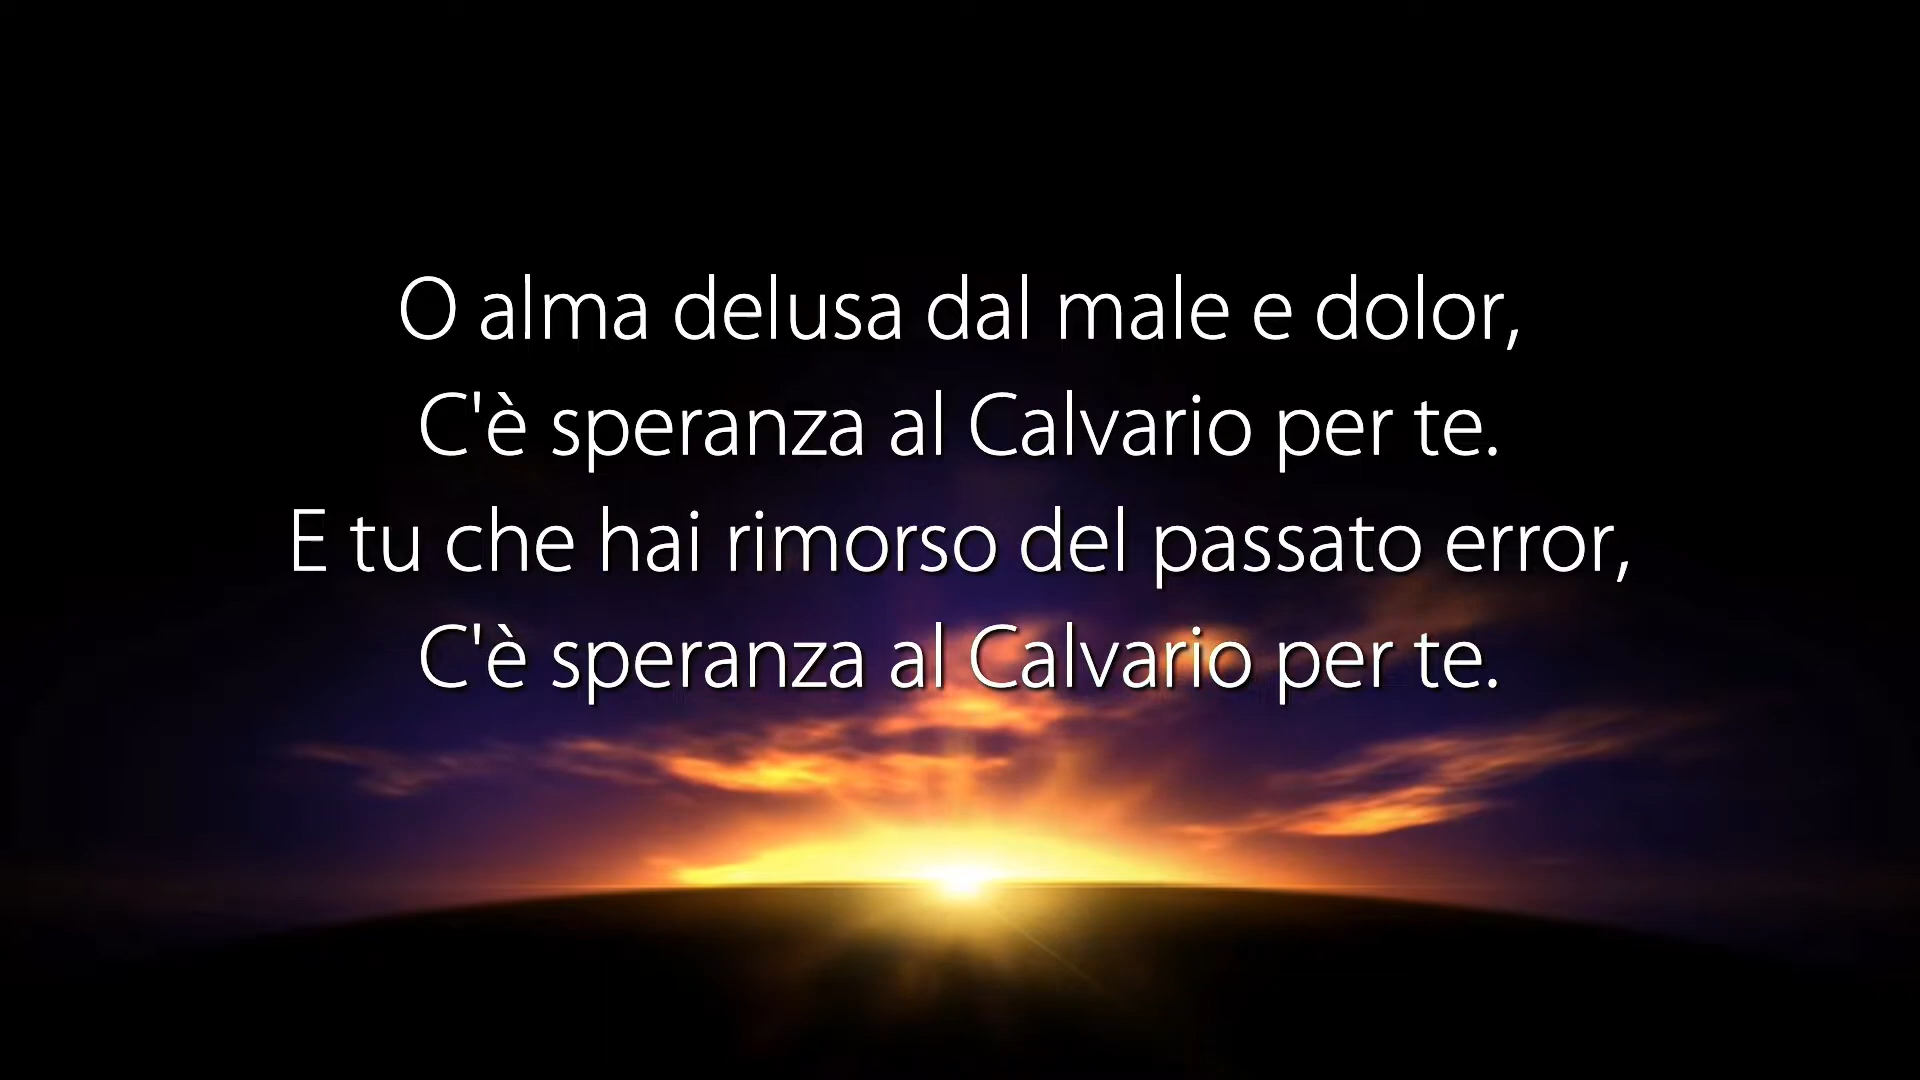 O alma delusa dal male e dolor,
C'è speranza al Calvario per te.
E tu che hai rimorso del passato error,
C'è speranza al Calvario per te.